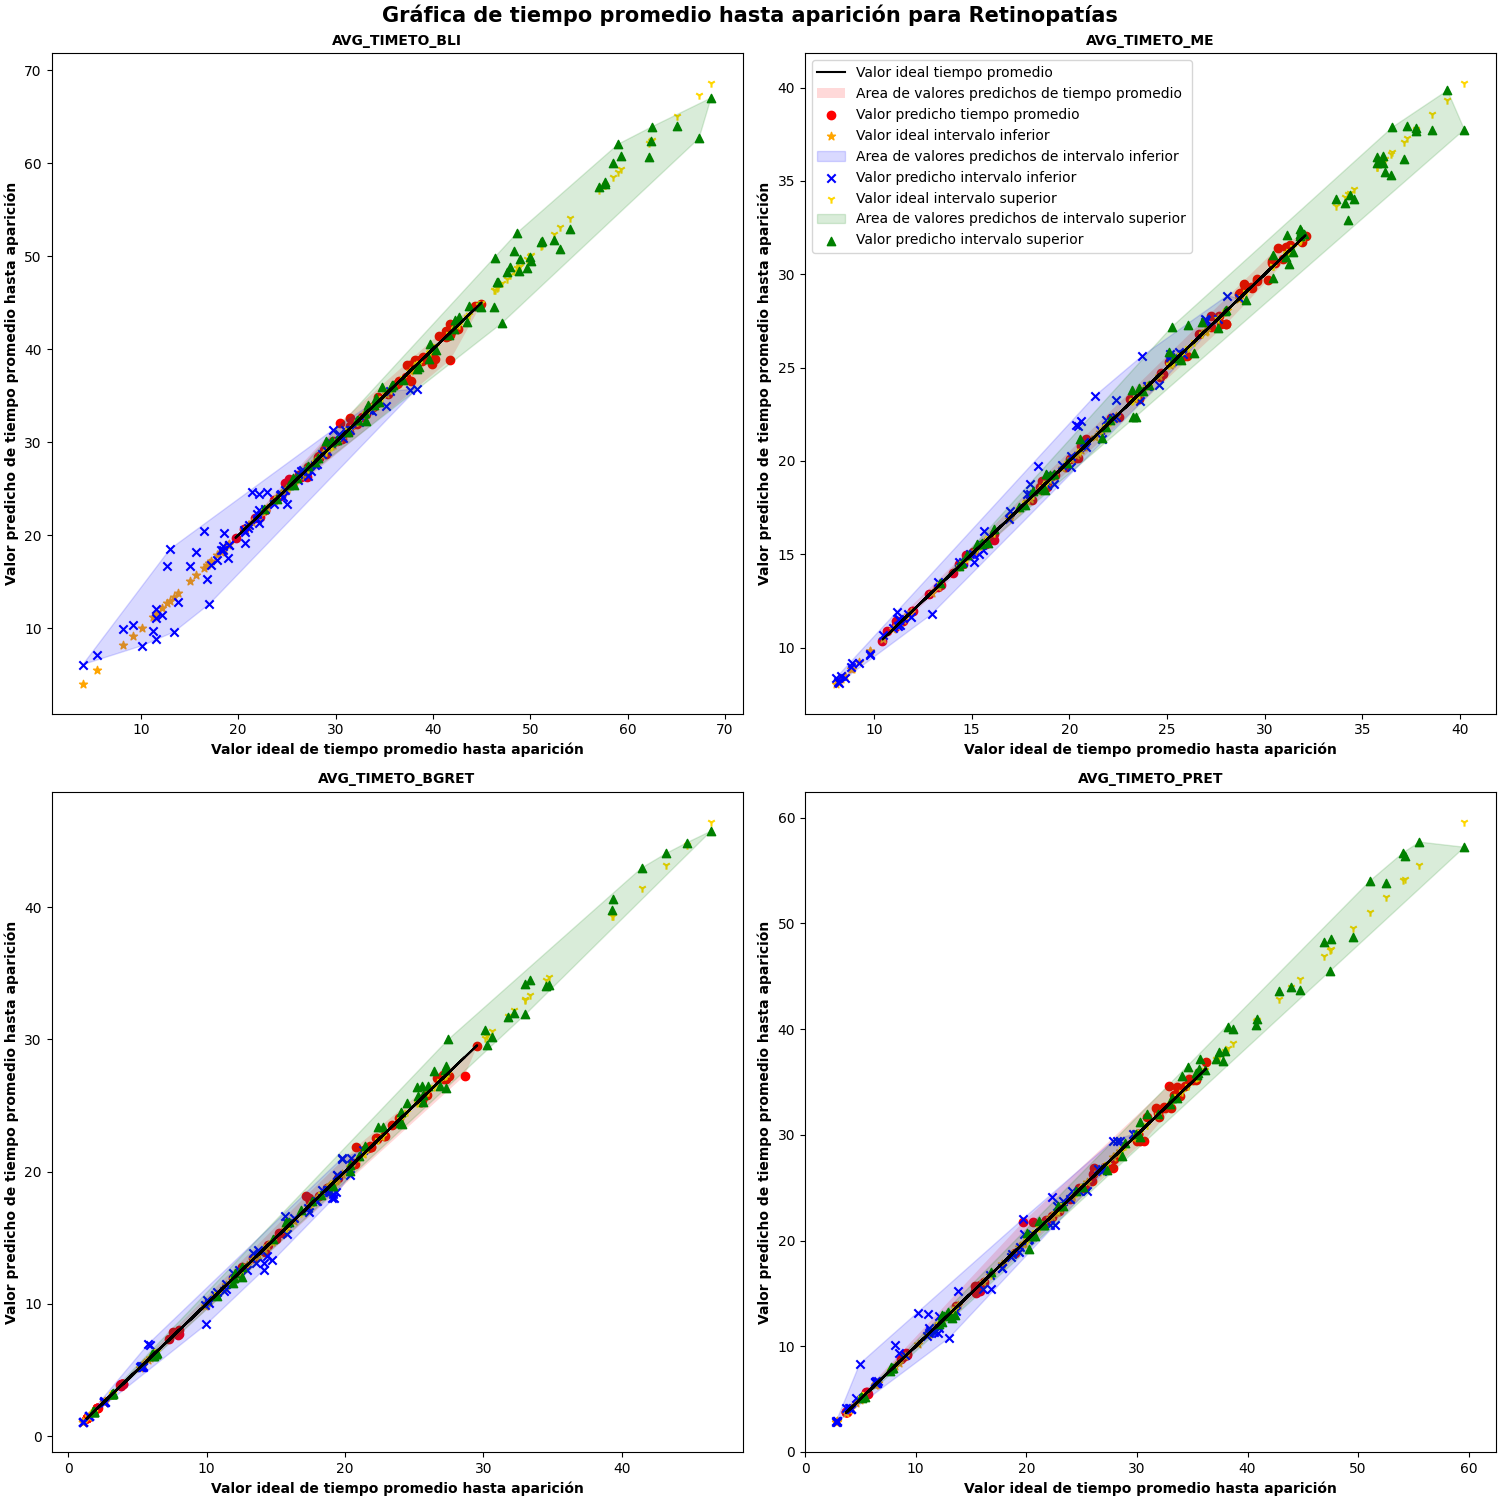 Gráfica de tiempo promedio hasta aparición para Retinopatías
AVG_TIMETO_BLI
Valor predicho de tiempo promedio hasta aparición
70
60
50
40
30
20
10
10 20 30 40 50 60 70
Valor ideal de tiempo promedio hasta aparición
AVG_TIMETO_ME
Valor ideal tiempo promedio
Area de valores predichos de tiempo promedio
Valor predicho tiempo promedio
Valor ideal intervalo inferior
Area de valores predichos de intervalo inferior
Valor predicho intervalo inferior
Valor ideal intervalo superior
Area de valores predichos de intervalo superior
Valor predicho intervalo superior
Valor predicho de tiempo promedio hasta aparición
40
35
30
25
20
15
10
10 15 20 25 30 35 40
Valor ideal de tiempo promedio hasta aparición
AVG_TIMETO_BGRET
Valor predicho de tiempo promedio hasta aparición
40
30
20
10
0
0 10 20 30 40
Valor ideal de tiempo promedio hasta aparición
AVG_TIMETO_PRET
Valor predicho de tiempo promedio hasta aparición
60
50
40
30
20
10
0
0 10 20 30 40 50 60
Valor ideal de tiempo promedio hasta aparición